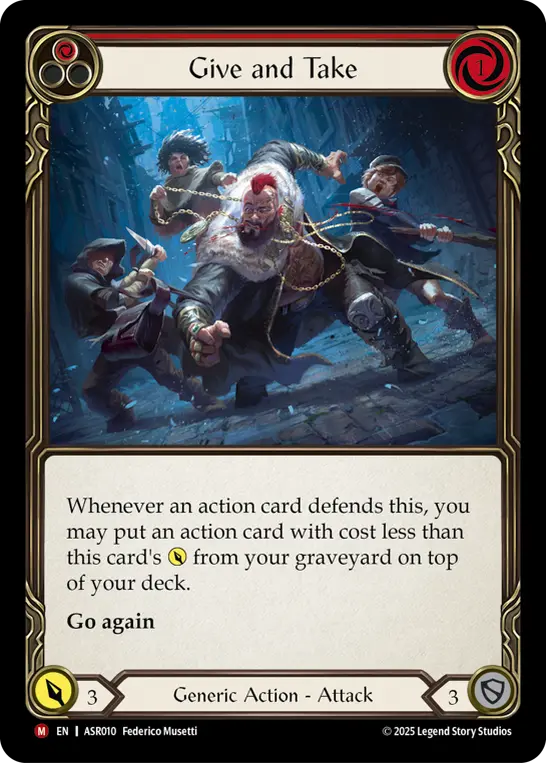 Give and Take
1
Whenever an action card defends this, you
may put an action card with cost less than
this card's from your graveyard on top
of your deck.
Go again
3
Generic Action - Attack
3
M EN ASR010 Federico Musetti
© 2025 Legend Story Studios